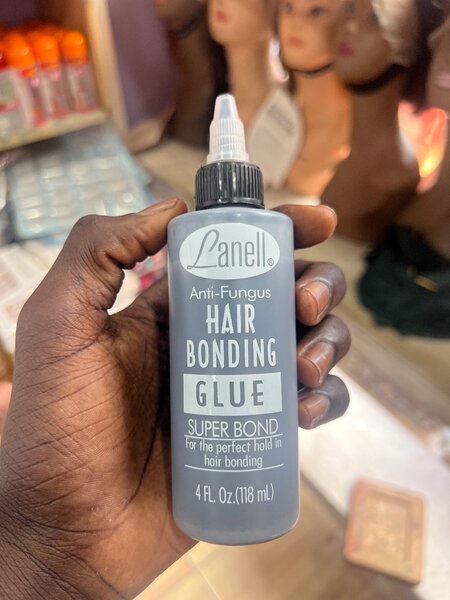 Lanell®
Anti-Fungus
HAIR
BONDING
GLUE
SUPER BOND
For the perfect hold in
hair bonding
4 FL. Oz.(118 mL)